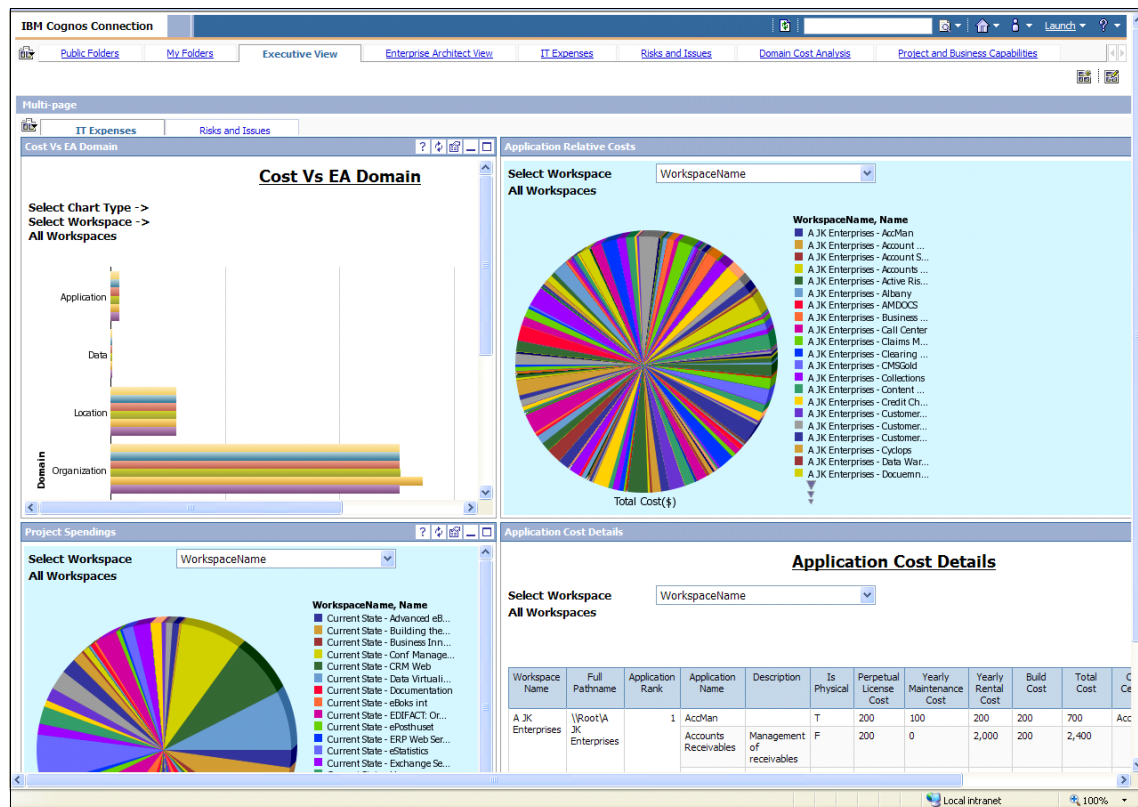 IBM Cognos Connection
Launch
?
Public Folders
My Folders
Executive View
Enterprise Architect View
IT Expenses
Risks and Issues
Domain Cost Analysis
Project and Business Capabilities
Multi-page
IT Expenses
Risks and Issues
Cost Vs EA Domain
?
Cost Vs EA Domain
Select Chart Type ->
Select Workspace ->
All Workspaces
Application
Data
Location
Organization
Domain
Application Relative Costs
Select Workspace
WorkspaceName
All Workspaces
WorkspaceName, Name
A JK Enterprises - AccMan
A JK Enterprises - Account ...
A JK Enterprises - Account S...
A JK Enterprises - Accounts ...
A JK Enterprises - Active Ris...
A JK Enterprises - Albany
A JK Enterprises - AMDOCS
A JK Enterprises - Business ...
A JK Enterprises - Call Center
A JK Enterprises - Claims M...
A JK Enterprises - Clearing ...
A JK Enterprises - CMSGold
A JK Enterprises - Collections
A JK Enterprises - Content ...
A JK Enterprises - Credit Ch...
A JK Enterprises - Customer...
A JK Enterprises - Customer...
A JK Enterprises - Customer...
A JK Enterprises - Cyclops
A JK Enterprises - Data War...
A JK Enterprises - Docuemn...
Total Cost($)
Project Spendings
?
Select Workspace
WorkspaceName
All Workspaces
WorkspaceName, Name
Current State - Advanced eB...
Current State - Building the...
Current State - Business Inn...
Current State - Conf Manage...
Current State - CRM Web
Current State - Data Virtuali...
Current State - Documentation
Current State - eBoks int
Current State - EDIFACT: Or...
Current State - ePosthuset
Current State - ERP Web Ser...
Current State - eStatistics
Current State - Exchange Se...
Application Cost Details
Application Cost Details
Select Workspace
WorkspaceName
All Workspaces
Workspace Name
Full Pathname
Application Rank
Application Name
Description
Is Physical
Perpetual License Cost
Yearly Maintenance Cost
Yearly Rental Cost
Build Cost
Total Cost
A JK Enterprises
\\Root\A JK Enterprises
1
AccMan
T
200
100
200
200
700
Acc
Accounts Receivables
Management of receivables
F
200
0
2,000
200
2,400
Local intranet
100%